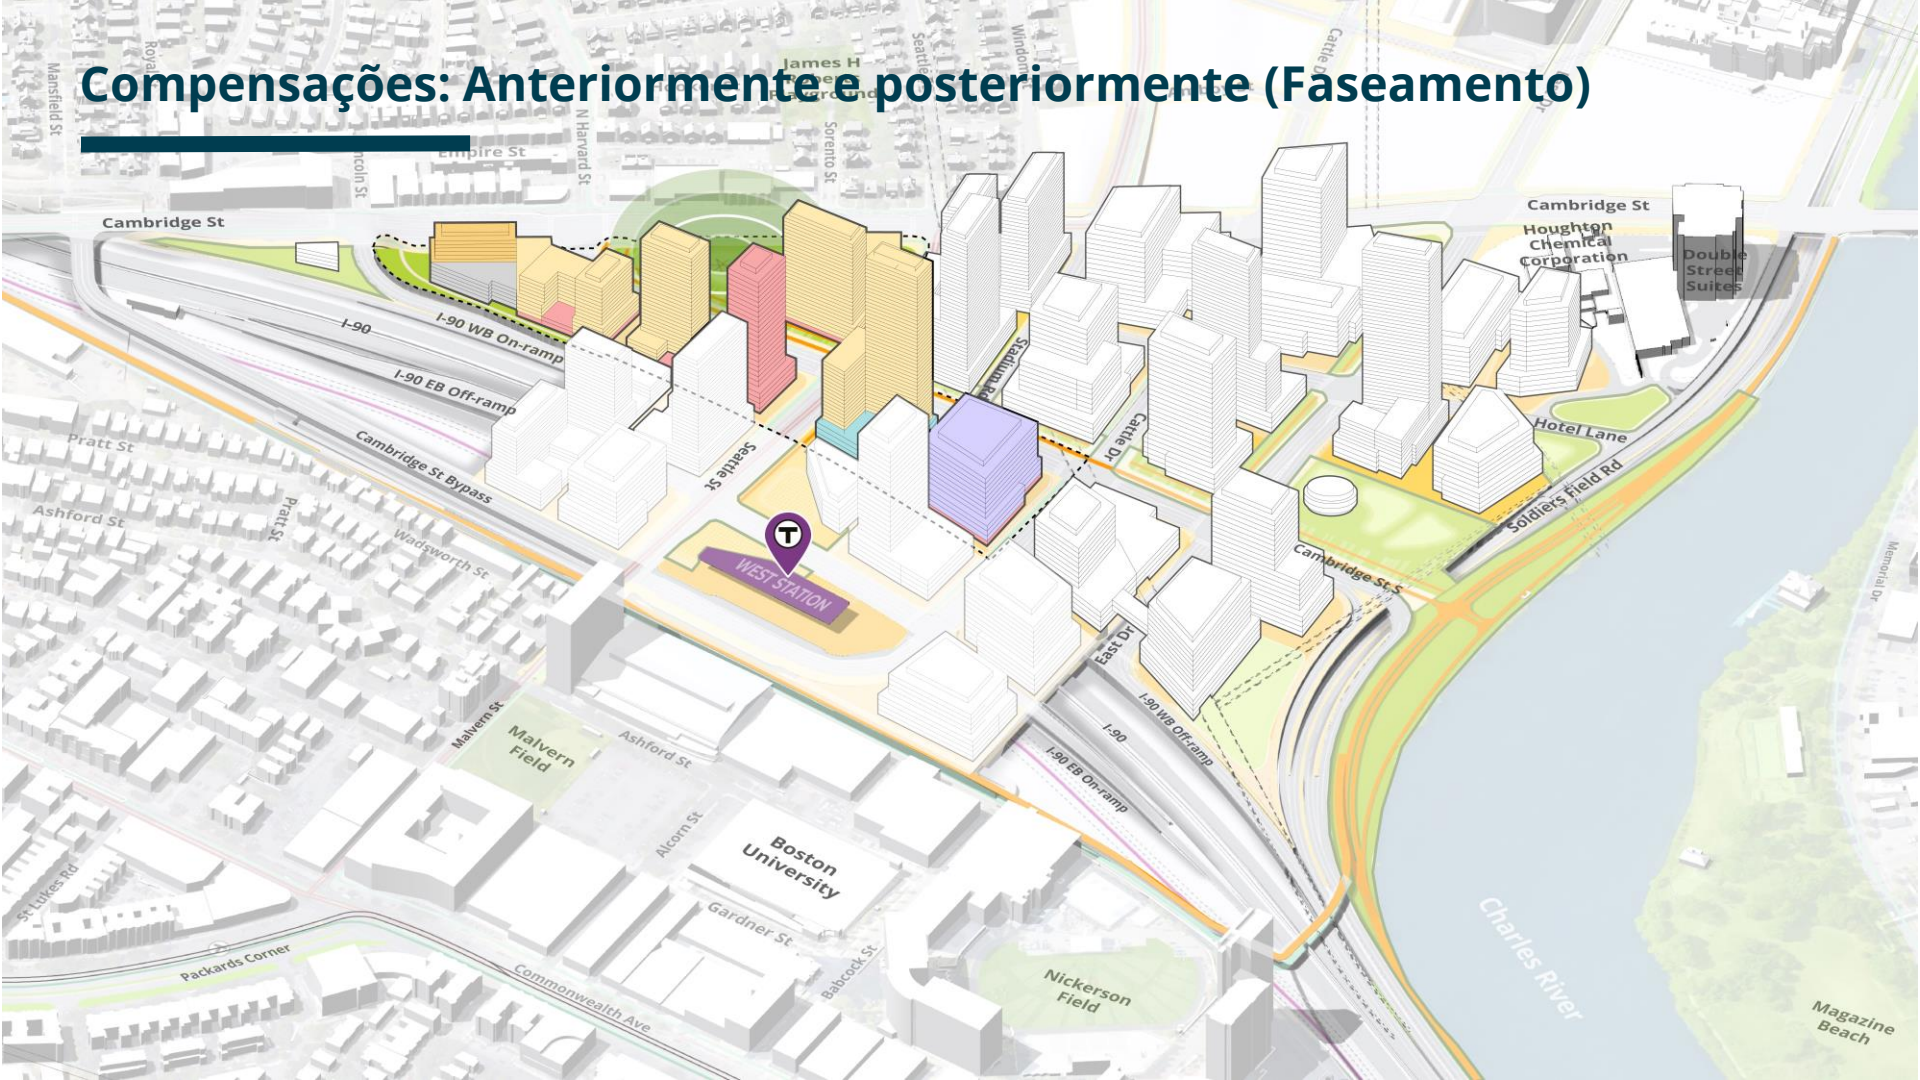 Compensações: Anteriormente e posteriormente (Faseamento)
Mansfield St
N Harvard St
Sorento St
James H
Playground
Empire St
Cambridge St
Cambridge St
Houghton
Chemical
Corporation
Double
Street
Suites
I-90
I-90 WB On-ramp
I-90 EB Off-ramp
Cambridge St Bypass
Seattle St
Cattle Dr
Hotel Lane
Soldiers Field Rd
Cambridge St S
Pratt St
Ashford St
Pratt St
Wadsworth St
T
WEST STATION
East Dr
I-90 WB Off-ramp
I-90
I-90 EB On-ramp
Memorial Dr
Malvern St
Malvern
Field
Ashford St
Alcorn St
Boston
University
Gardner St
Babcock St
St Lukes Rd
Packards Corner
Commonwealth Ave
Nickerson
Field
Charles River
Magazine
Beach